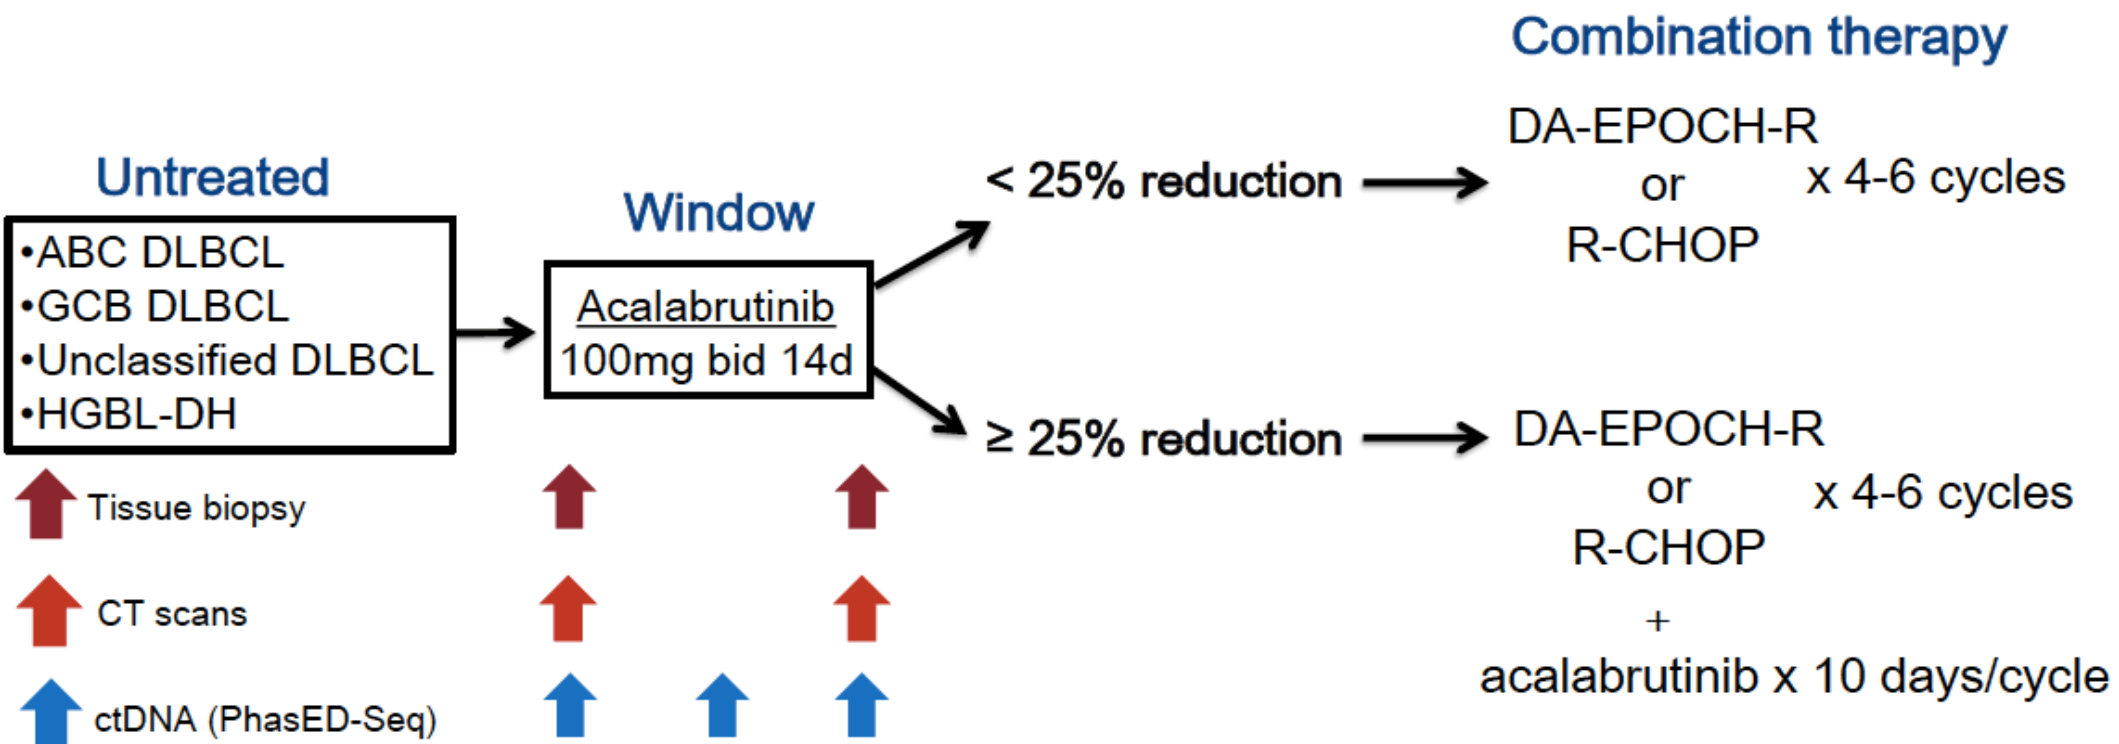 Untreated
•ABC DLBCL
•GCB DLBCL
•Unclassified DLBCL
•HGBL-DH
Tissue biopsy
CT scans
ctDNA (PhasED-Seq)
Window
Acalabrutinib
100mg bid 14d
< 25% reduction
≥ 25% reduction
Combination therapy
DA-EPOCH-R
or
R-CHOP
x 4-6 cycles
DA-EPOCH-R
or
R-CHOP
x 4-6 cycles
+
acalabrutinib x 10 days/cycle